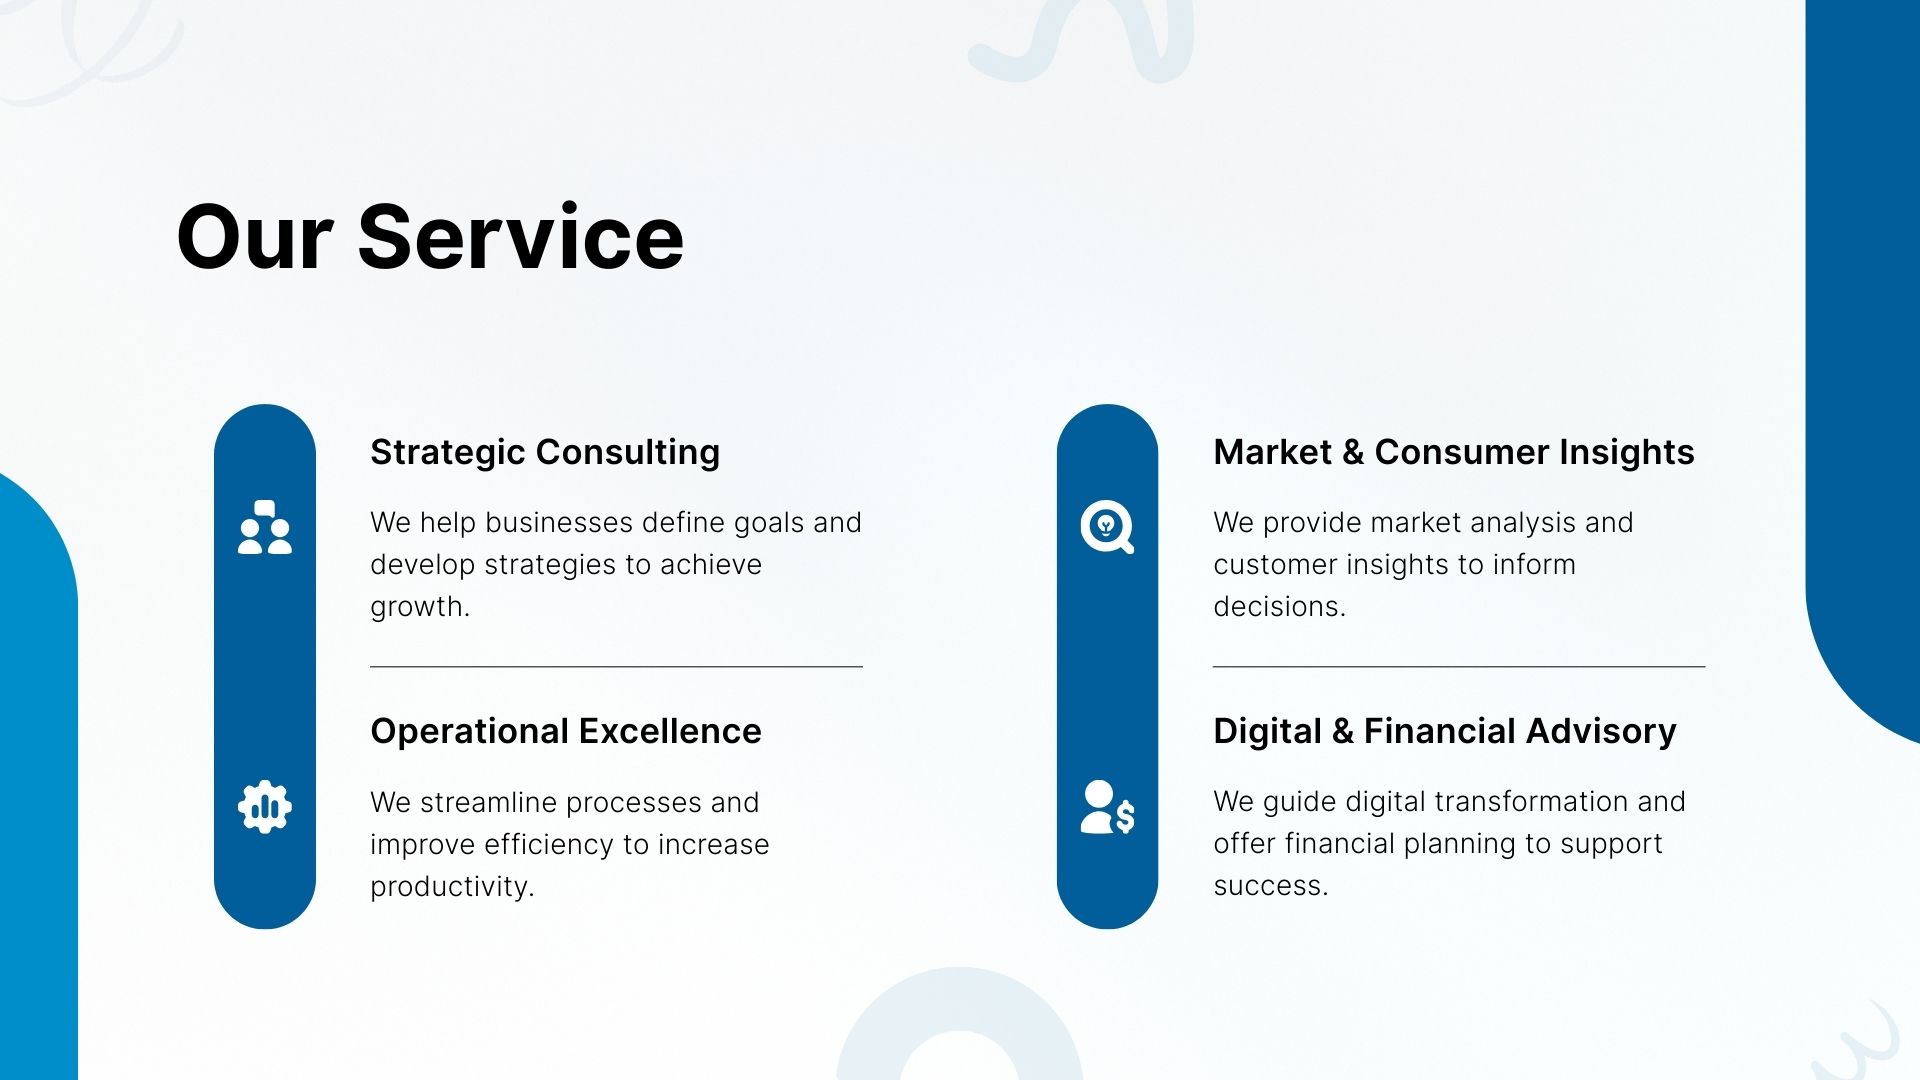 Our Service
Strategic Consulting
We help businesses define goals and
develop strategies to achieve
growth.
Operational Excellence
We streamline processes and
improve efficiency to increase
productivity.
Market & Consumer Insights
We provide market analysis and
customer insights to inform
decisions.
Digital & Financial Advisory
We guide digital transformation and
offer financial planning to support
success.